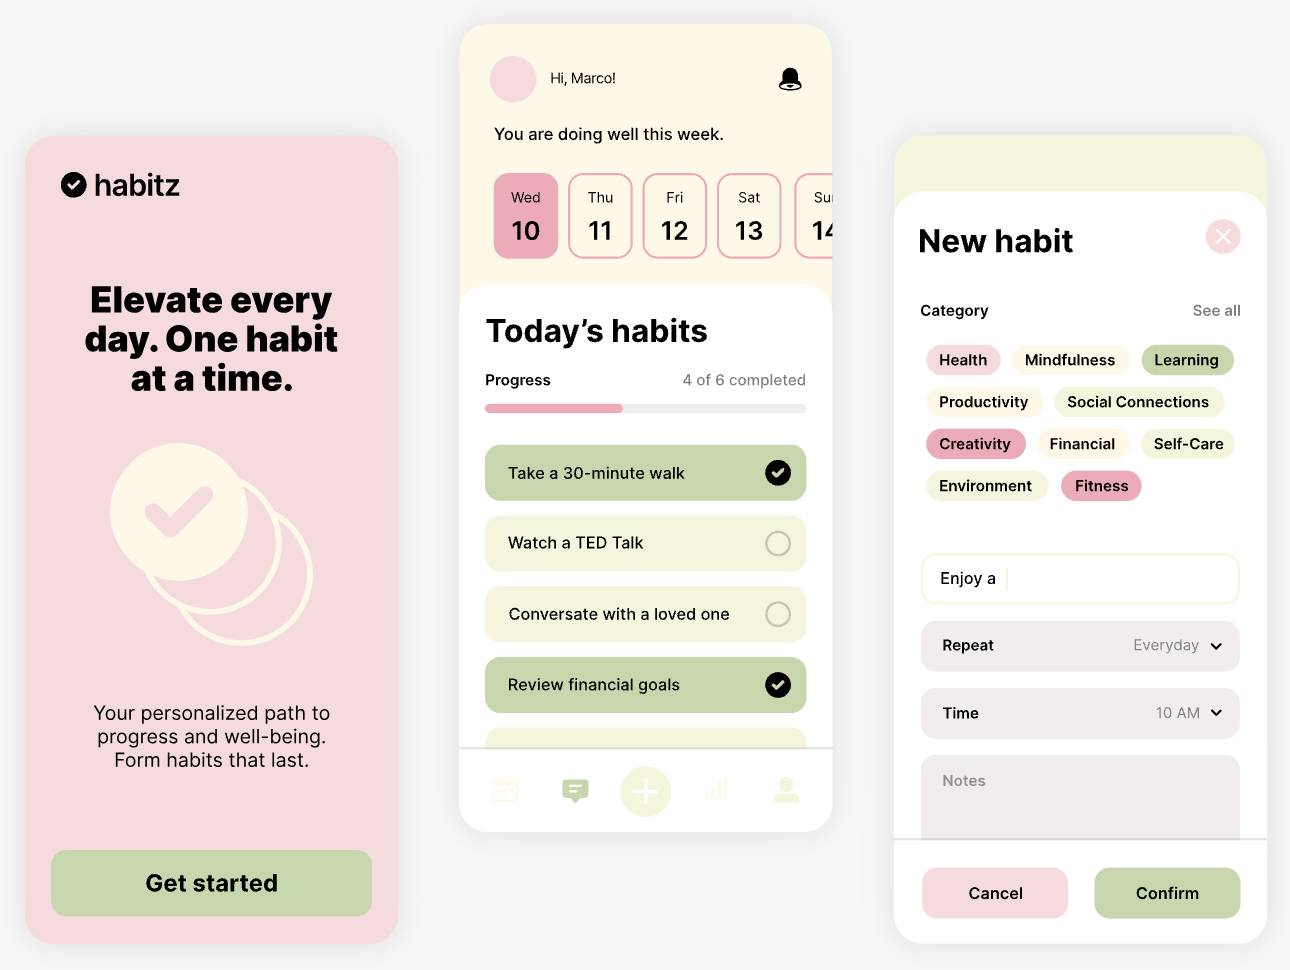 habitz
Elevate every
day. One habit
at a time.
Your personalized path to
progress and well-being.
Form habits that last.
Get started
Hi, Marco!
You are doing well this week.
Wed Thu Fri Sat Sun
10 11 12 13 14
Today’s habits
Progress 4 of 6 completed
Take a 30-minute walk
Watch a TED Talk
Conversate with a loved one
Review financial goals
New habit
Category See all
Health Mindfulness Learning
Productivity Social Connections
Creativity Financial Self-Care
Environment Fitness
Enjoy a
Repeat Everyday
Time 10 AM
Notes
Cancel Confirm